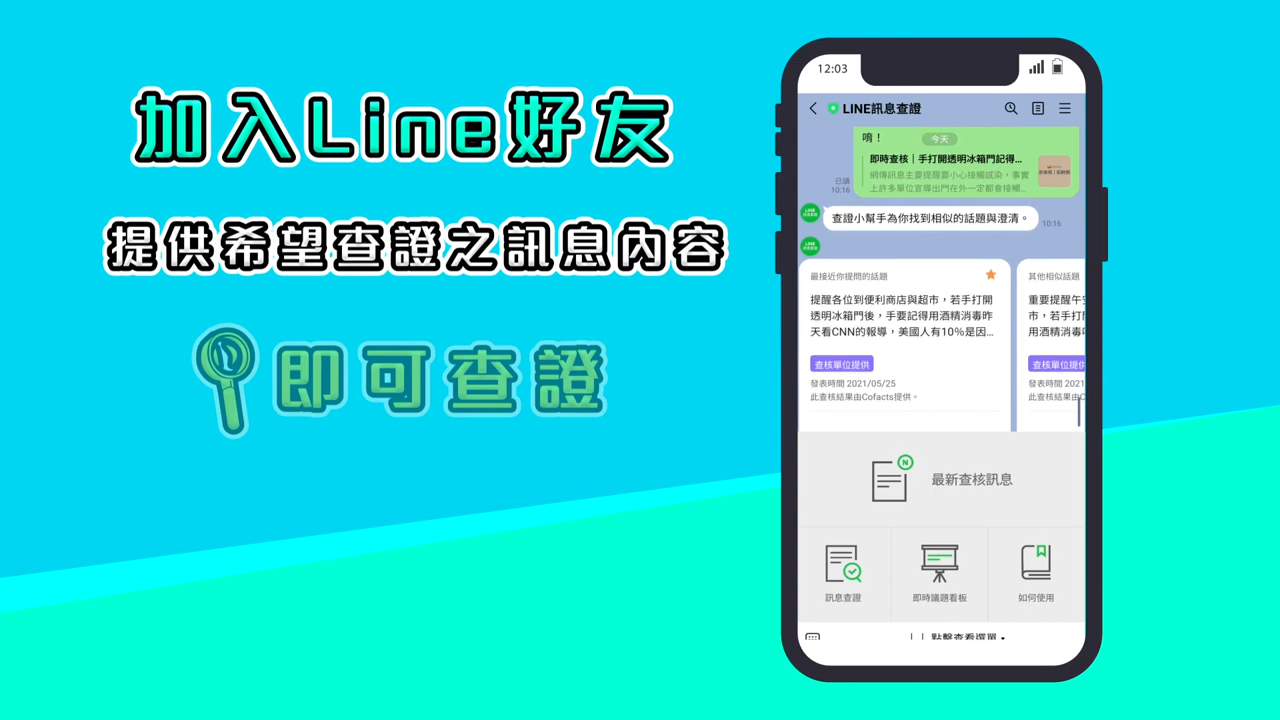 加入Line好友
提供希望查證之訊息內容
即可查證
12:03
LINE訊息查證
唷！
今天
即時查核｜手打開透明冰箱門記得...
網傳訊息主要提醒要小心接觸感染，事實
上許多單位宣導出門在外一定都會接觸...
已讀
10:16
查證小幫手為你找到相似的話題與澄清。
10:16
最接近你提問的話題
提醒各位到便利商店與超市，若手打開
透明冰箱門後，手要記得用酒精消毒昨
天看CNN的報導，美國人有10%是因...
查核單位提供
發表時間 2021/05/25
此查核結果由Cofacts提供。
其他相似話題
重要提醒午
市，若手打
用酒精消毒
查核單位提
發表時間 2021
此查核結果由C
N
最新查核訊息
訊息查證
即時議題看板
如何使用
點擊查看選單